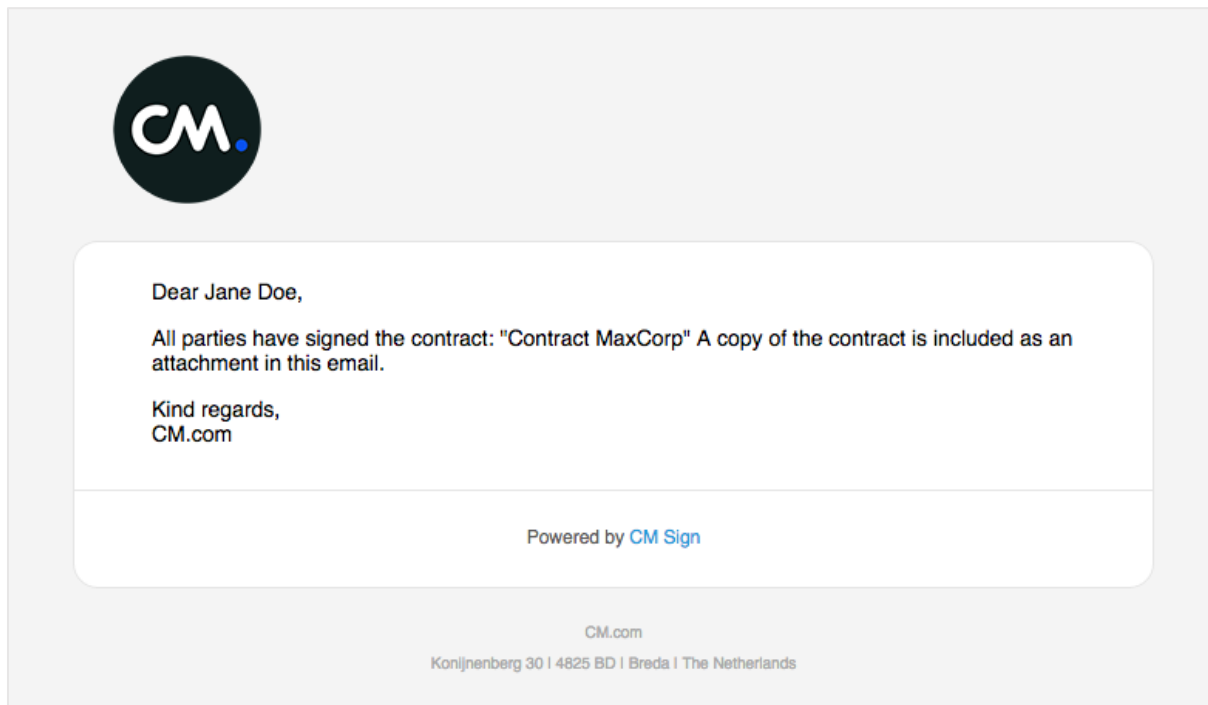 CM.
Dear Jane Doe,
All parties have signed the contract: "Contract MaxCorp" A copy of the contract is included as an
attachment in this email.
Kind regards,
CM.com
Powered by CM Sign
CM.com
Konijnenberg 30 I 4825 BD I Breda I The Netherlands